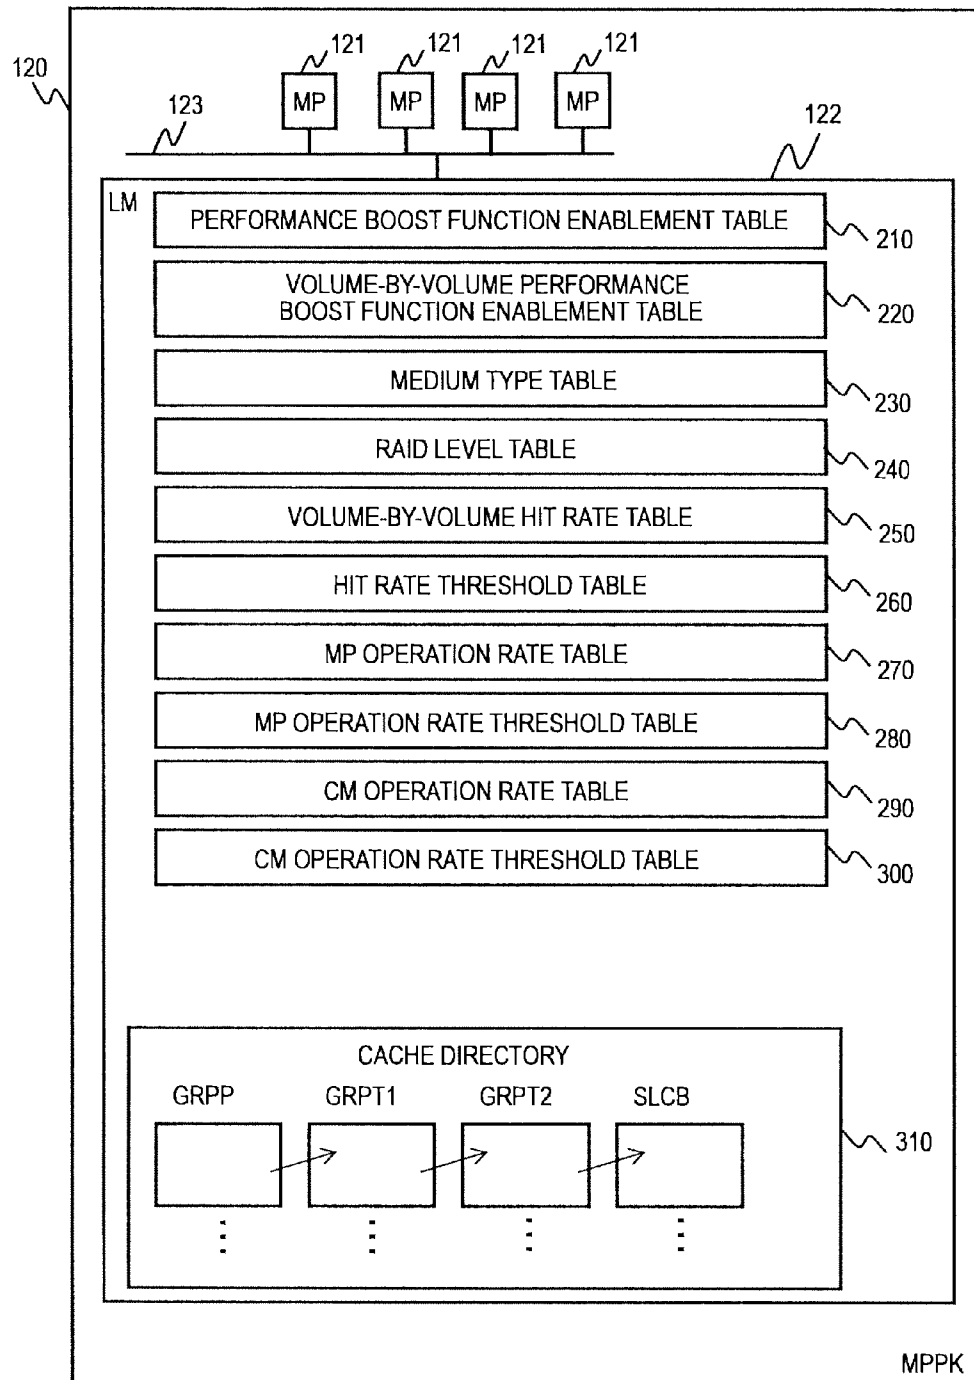 121 121 121 121
120
MP MP MP MP
123
122
LM
PERFORMANCE BOOST FUNCTION ENABLEMENT TABLE
210
VOLUME-BY-VOLUME PERFORMANCE
BOOST FUNCTION ENABLEMENT TABLE
220
MEDIUM TYPE TABLE
230
RAID LEVEL TABLE
240
VOLUME-BY-VOLUME HIT RATE TABLE
250
HIT RATE THRESHOLD TABLE
260
MP OPERATION RATE TABLE
270
MP OPERATION RATE THRESHOLD TABLE
280
CM OPERATION RATE TABLE
290
CM OPERATION RATE THRESHOLD TABLE
300
CACHE DIRECTORY
GRPP GRPT1 GRPT2 SLCB
310
MPPK